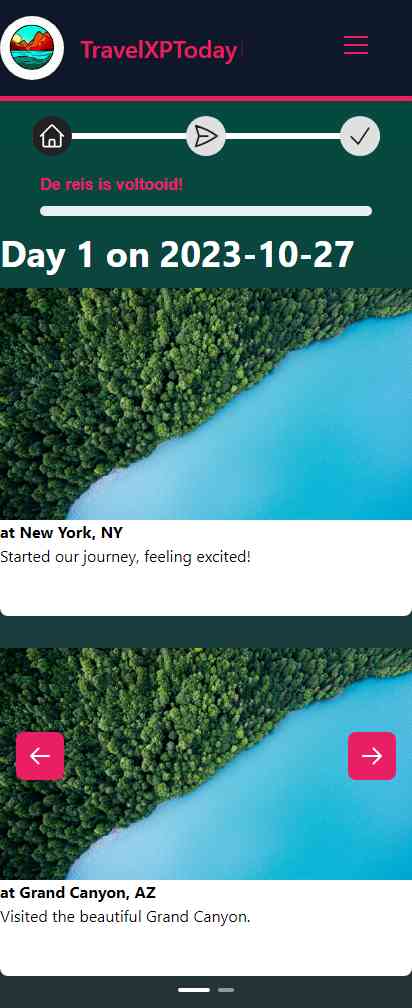 TravelXPToday
De reis is voltooid!
Day 1 on 2023-10-27
at New York, NY
Started our journey, feeling excited!
at Grand Canyon, AZ
Visited the beautiful Grand Canyon.